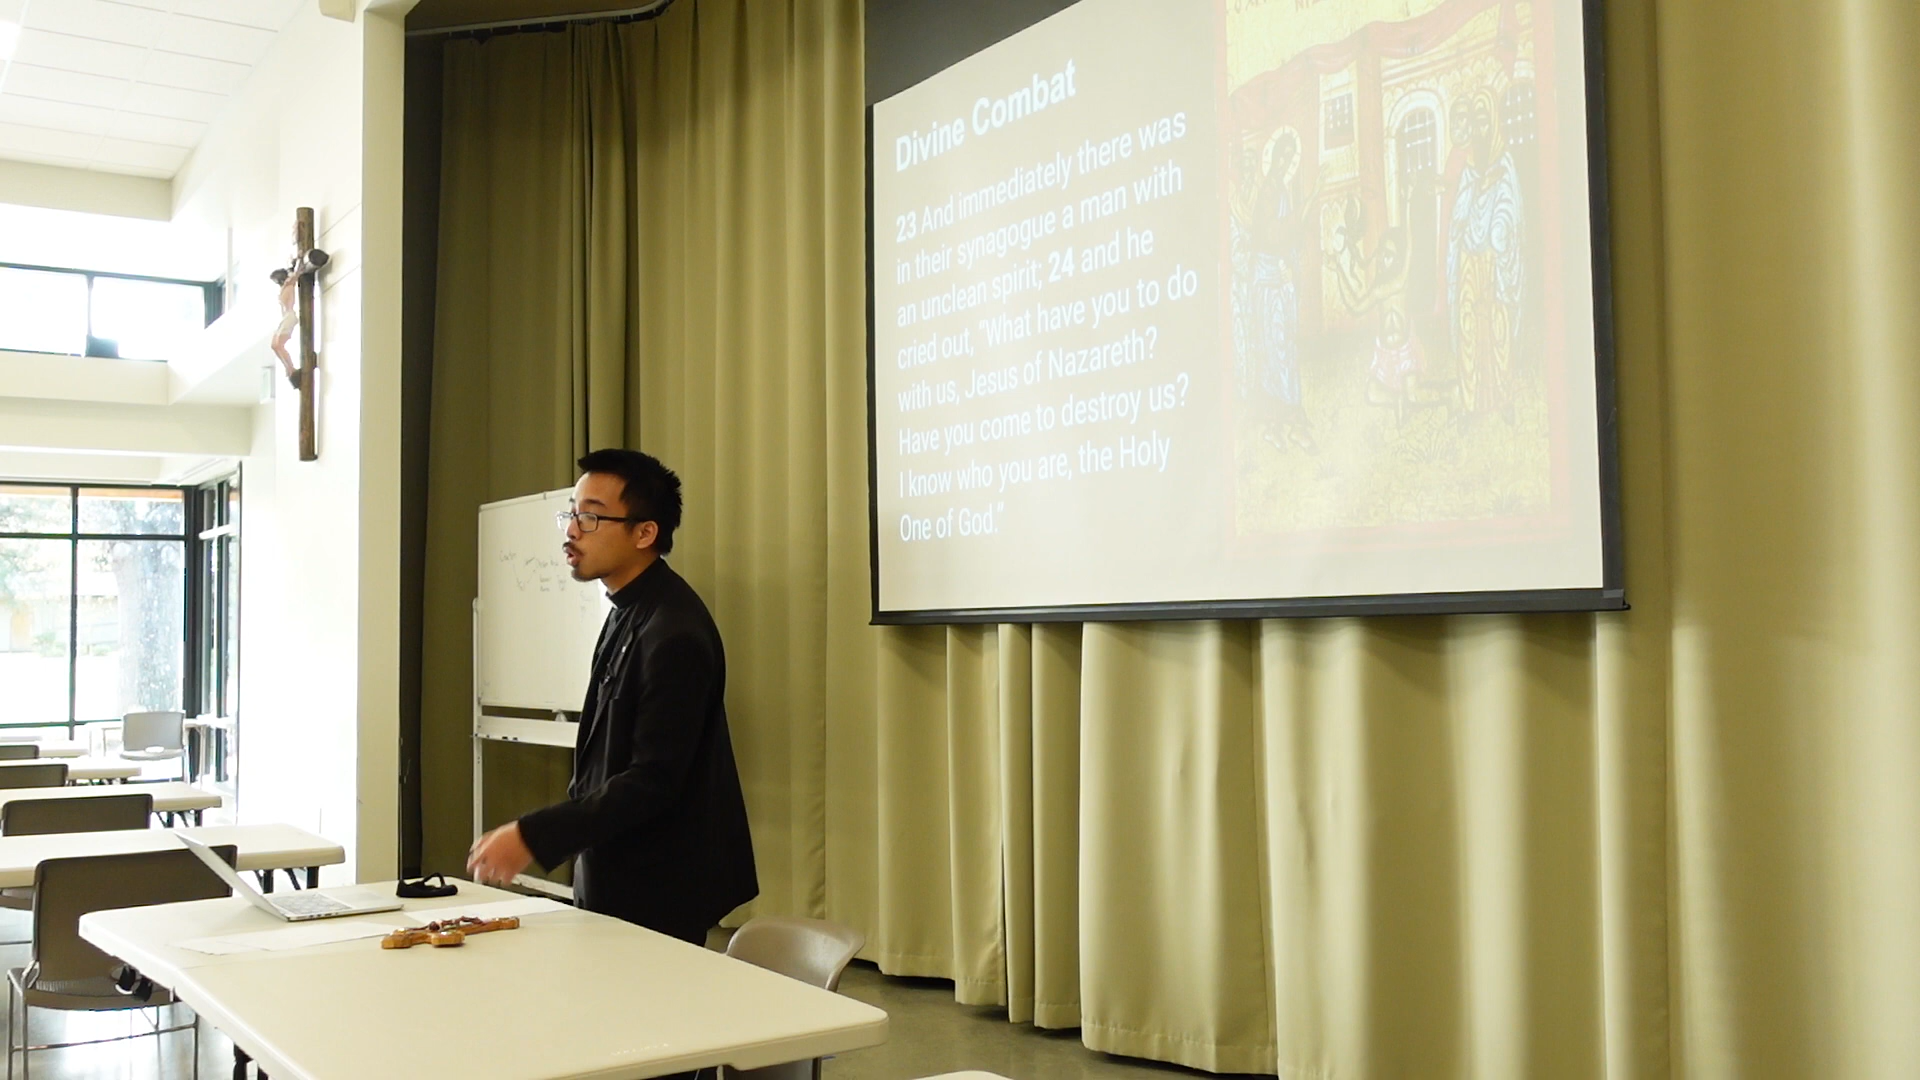 Divine Combat
23 And immediately there was
in their synagogue a man with
an unclean spirit; 24 and he
cried out, “What have you to do
with us, Jesus of Nazareth?
Have you come to destroy us?
I know who you are, the Holy
One of God.”